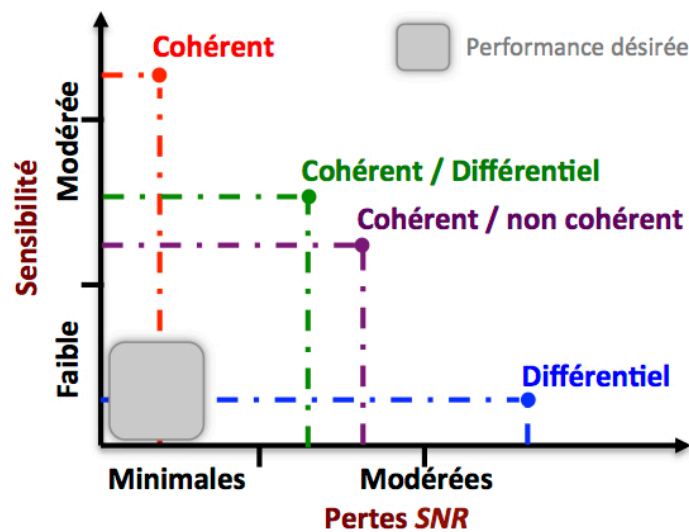 Cohérent
Performance désirée
Sensibilité
Modérée
Faible
Cohérent / Différentiel
Cohérent / non cohérent
Différentiel
Minimales
Modérées
Pertes SNR